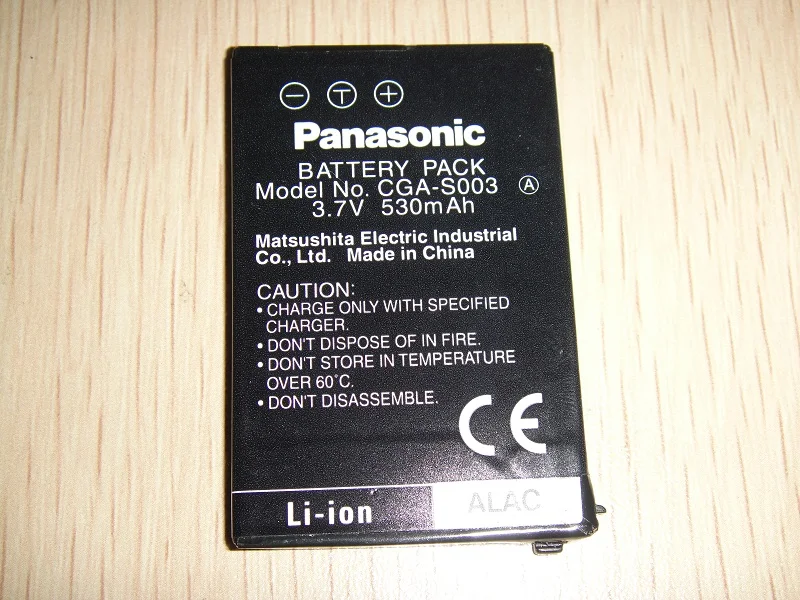 − T +
Panasonic
BATTERY PACK
Model No. CGA-S003 Ⓐ
3.7V 530mAh
Matsushita Electric Industrial
Co., Ltd. Made in China
CAUTION:
• CHARGE ONLY WITH SPECIFIED
CHARGER.
• DON'T DISPOSE OF IN FIRE.
• DON'T STORE IN TEMPERATURE
OVER 60°C.
• DON'T DISASSEMBLE.
CE
Li-ion ALAC